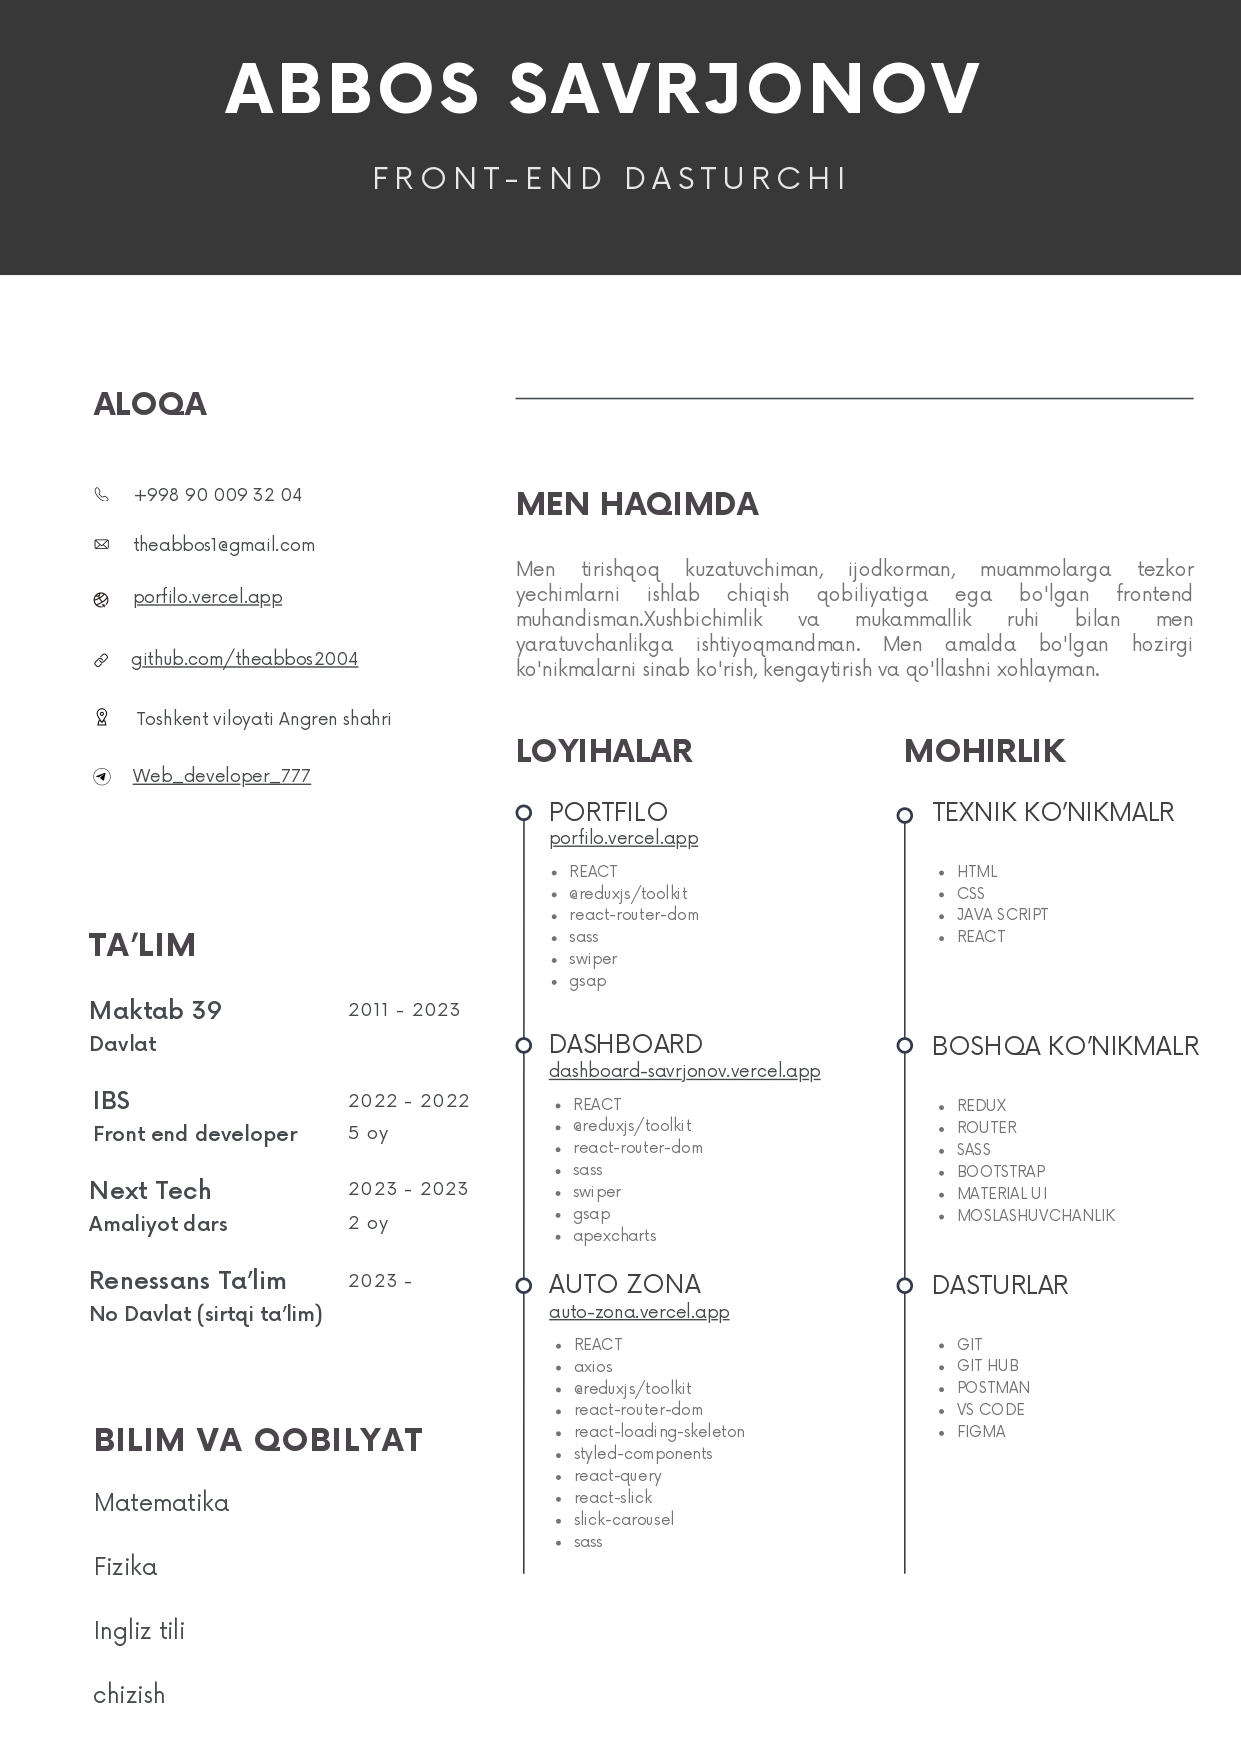 ABBOS SAVRJONOV
FRONT-END DASTURCHI
ALOQA
+998 90 009 32 04
theabbos1@gmail.com
porfilo.vercel.app
github.com/theabbos2004
Toshkent viloyati Angren shahri
Web_developer_777
TA’LIM
Maktab 39 2011 - 2023
Davlat
IBS 2022 - 2022
Front end developer 5 oy
Next Tech 2023 - 2023
Amaliyot dars 2 oy
Renessans Ta’lim 2023 -
No Davlat (sirtqi ta’lim)
BILIM VA QOBILYAT
Matematika
Fizika
Ingliz tili
chizish
MEN HAQIMDA
Men tirishqoq kuzatuvchiman, ijodkorman, muammolarga tezkor
yechimlarni ishlab chiqish qobiliyatiga ega bo'lgan frontend
muhandisman.Xushbichimlik va mukammallik ruhi bilan men
yaratuvchanlikga ishtiyoqmandman. Men amalda bo'lgan hozirgi
ko'nikmalarni sinab ko'rish, kengaytirish va qo'llashni xohlayman.
LOYIHALAR
PORTFILO
porfilo.vercel.app
• REACT
• @reduxjs/toolkit
• react-router-dom
• sass
• swiper
• gsap
DASHBOARD
dashboard-savrjonov.vercel.app
• REACT
• @reduxjs/toolkit
• react-router-dom
• sass
• swiper
• gsap
• apexcharts
AUTO ZONA
auto-zona.vercel.app
• REACT
• axios
• @reduxjs/toolkit
• react-router-dom
• react-loading-skeleton
• styled-components
• react-query
• react-slick
• slick-carousel
• sass
MOHIRLIK
TEXNIK KO’NIKMALR
• HTML
• CSS
• JAVA SCRIPT
• REACT
BOSHQA KO’NIKMALR
• REDUX
• ROUTER
• SASS
• BOOTSTRAP
• MATERIAL UI
• MOSLASHUVCHANLIK
DASTURLAR
• GIT
• GIT HUB
• POSTMAN
• VS CODE
• FIGMA